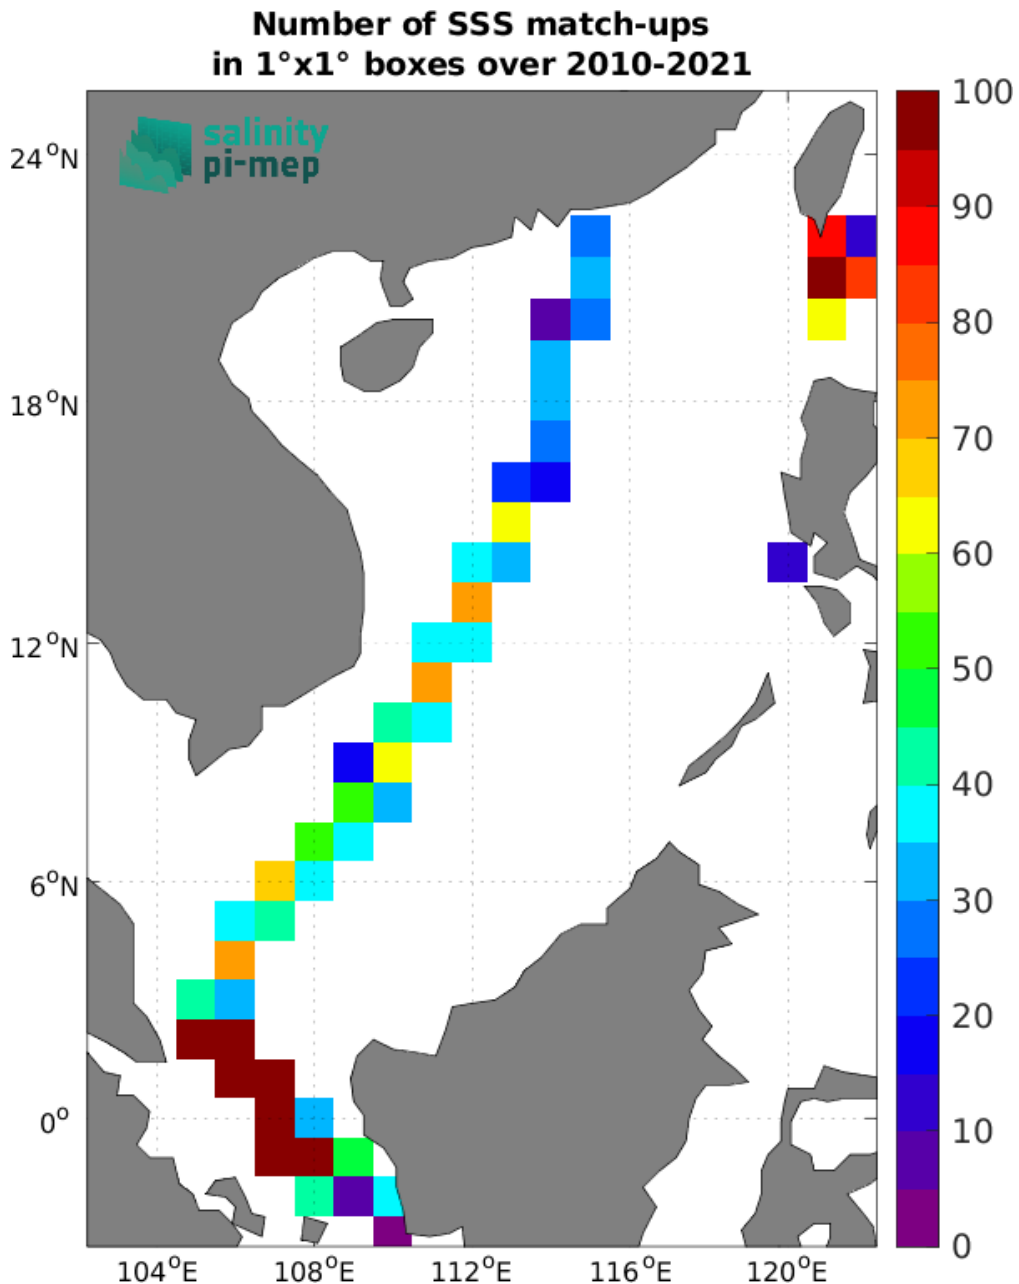 Number of SSS match-ups
in 1°x1° boxes over 2010-2021
salinity
pi-mep
24°N
18°N
12°N
6°N
0°
104°E
108°E
112°E
116°E
120°E
100
90
80
70
60
50
40
30
20
10
0